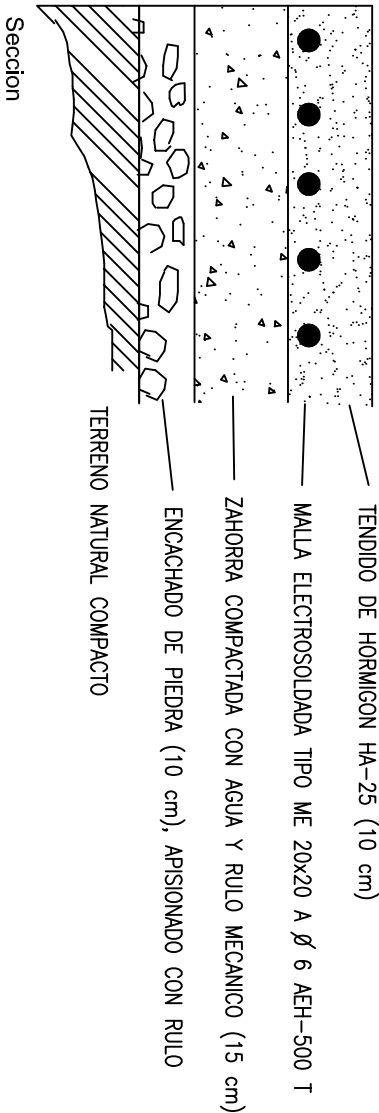 TENDIDO DE HORMIGON HA-25 (10 cm)
MALLA ELECTROSOLDADA TIPO ME 20x20 A Ø 6 AEH-500 T
ZAHORRA COMPACTADA CON AGUA Y RULO MECANICO (15 cm)
ENCACHADO DE PIEDRA (10 cm), APISIONADO CON RULO
TERRENO NATURAL COMPACTO
Seccion